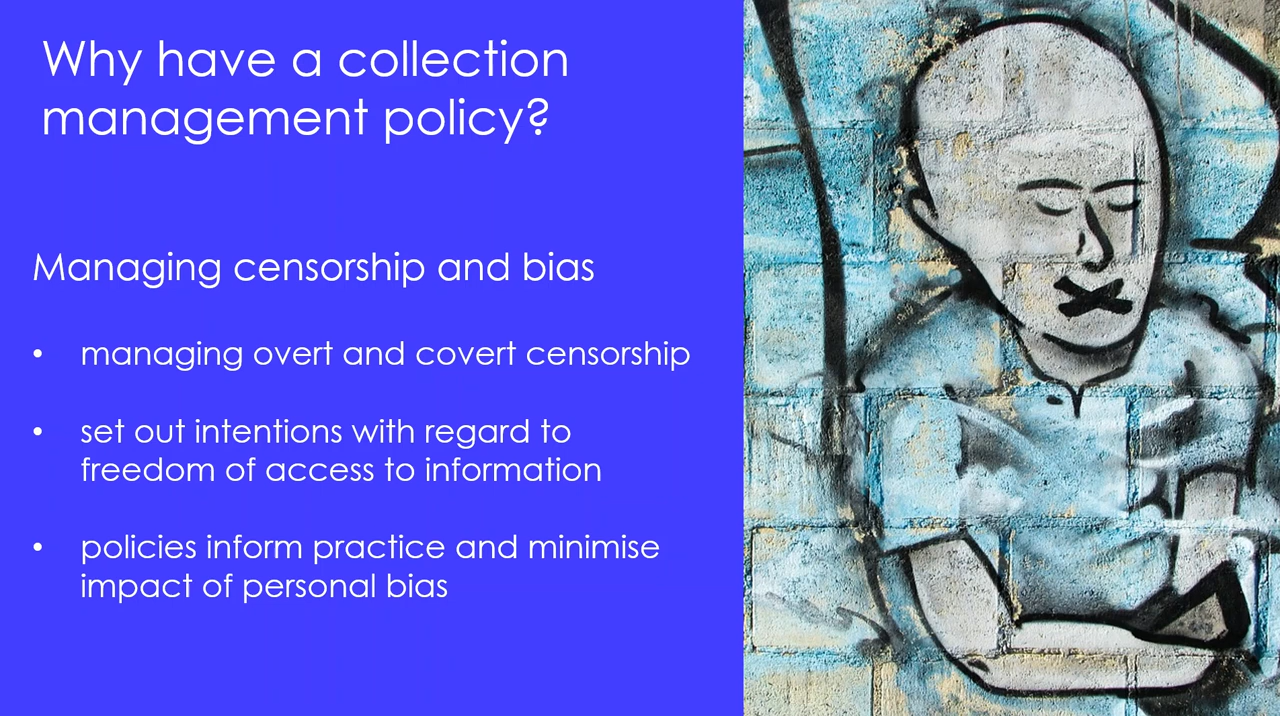 Why have a collection
management policy?
Managing censorship and bias
• managing overt and covert censorship
• set out intentions with regard to
freedom of access to information
• policies inform practice and minimise
impact of personal bias